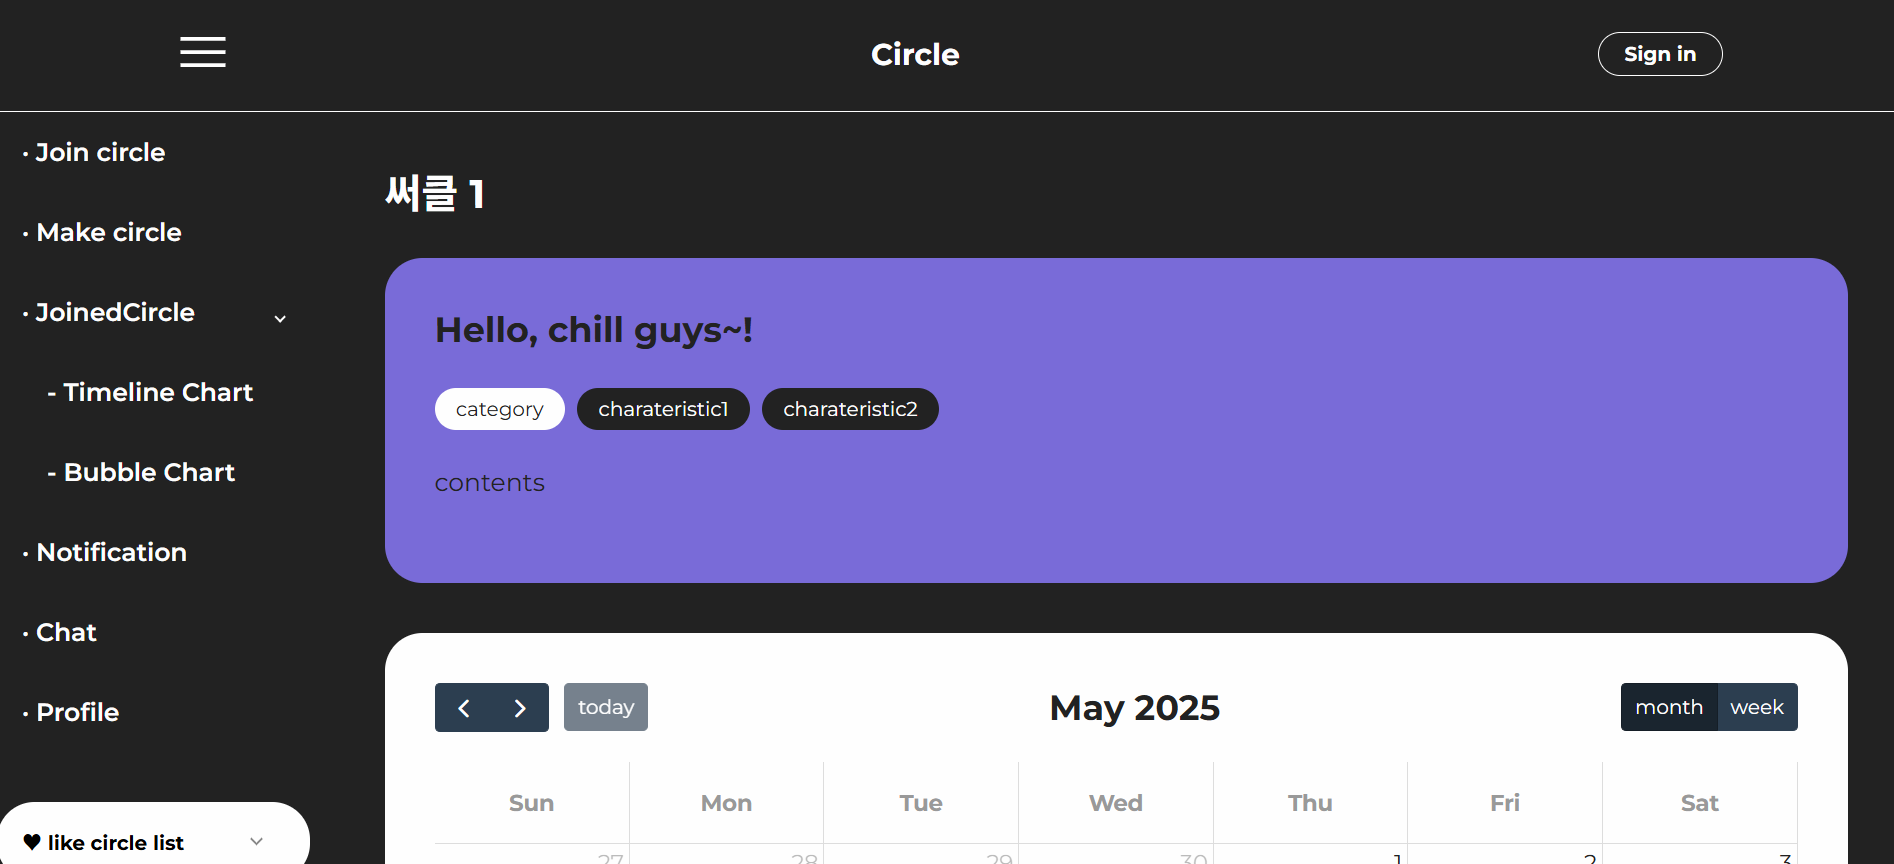 Circle
Sign in
· Join circle
· Make circle
· JoinedCircle
- Timeline Chart
- Bubble Chart
· Notification
· Chat
· Profile
♥ like circle list
써클 1
Hello, chill guys~!
category charateristic1 charateristic2
contents
today
May 2025
month week
Sun Mon Tue Wed Thu Fri Sat
27 28 29 30 1 2 3